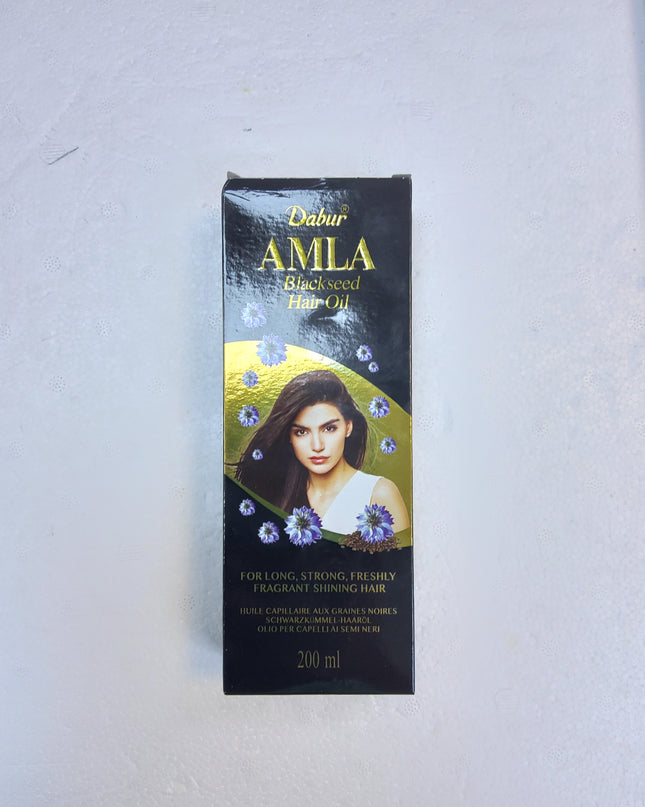 Dabur®
AMLA
Blackseed
Hair Oil
FOR LONG, STRONG, FRESHLY
FRAGRANT SHINING HAIR
HUILE CAPILLAIRE AUX GRAINES NOIRES
SCHWARZKÜMMEL-HAARÖL
OLIO PER CAPELLI AI SEMI NERI
200 ml